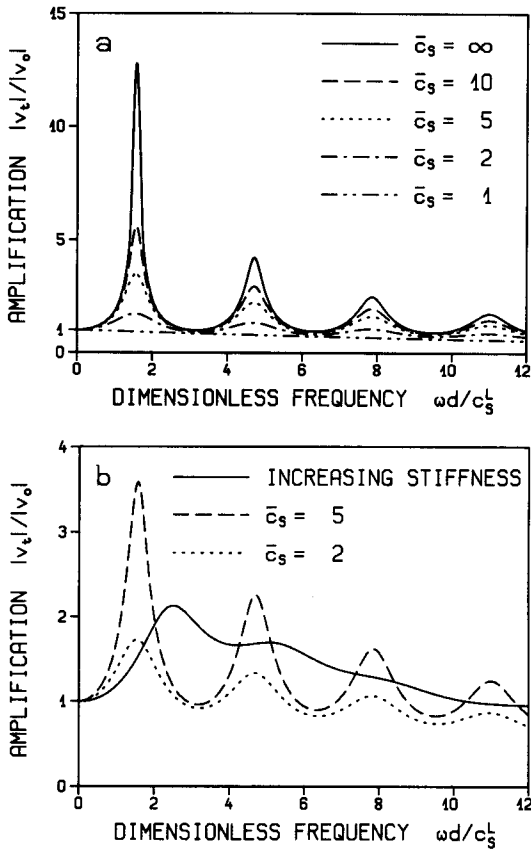 15
a
c̄ₛ = ∞
c̄ₛ = 10
c̄ₛ = 5
c̄ₛ = 2
c̄ₛ = 1
10
5
1
0
AMPLIFICATION |vₜ|/|vₒ|
0 2 4 6 8 10 12
DIMENSIONLESS FREQUENCY ωd/cₛᴸ
4
b
INCREASING STIFFNESS
c̄ₛ = 5
c̄ₛ = 2
3
2
1
0
AMPLIFICATION |vₜ|/|vₒ|
0 2 4 6 8 10 12
DIMENSIONLESS FREQUENCY ωd/cₛᴸ